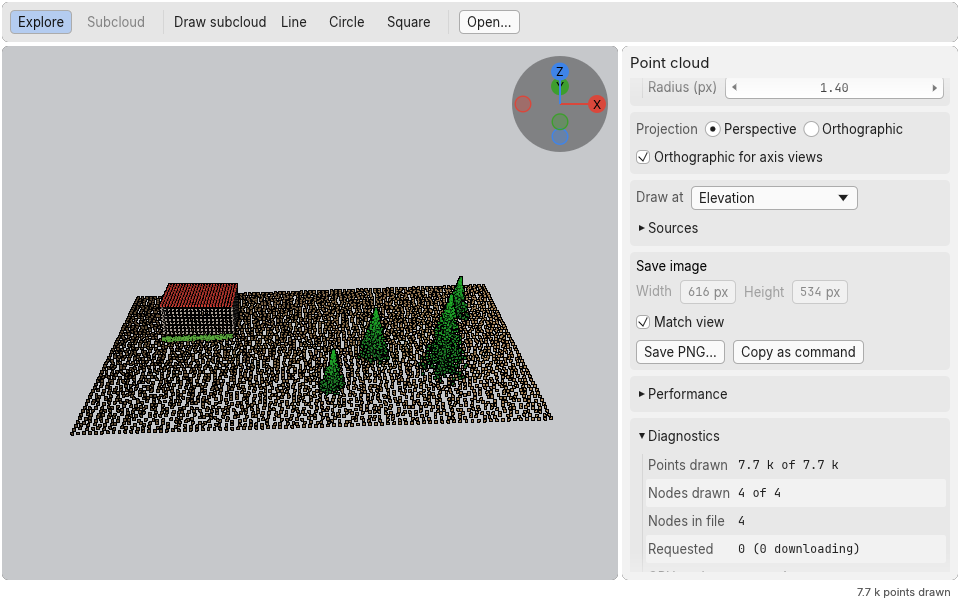 Explore Subcloud Draw subcloud Line Circle Square Open...
Z
Y
X
Point cloud
Radius (px) 1.40
Projection Perspective Orthographic
Orthographic for axis views
Draw at Elevation
Sources
Save image
Width 616 px Height 534 px
Match view
Save PNG... Copy as command
Performance
Diagnostics
Points drawn 7.7 k of 7.7 k
Nodes drawn 4 of 4
Nodes in file 4
Requested 0 (0 downloading)
7.7 k points drawn